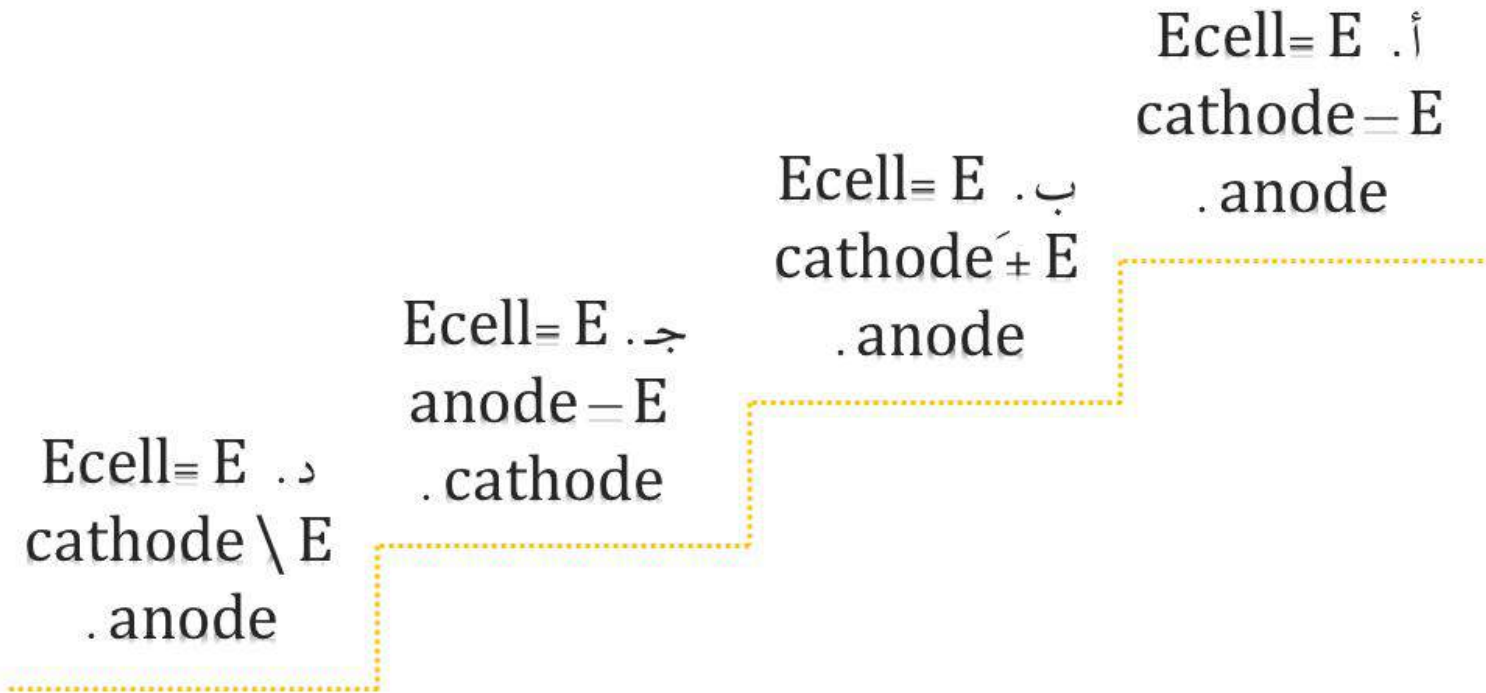 أ. Ecell= E
cathode – E
anode .
ب. Ecell= E
cathode َ+ E
anode .
جـ. Ecell= E
anode – E
cathode .
د. Ecell= E
cathode \ E
anode .